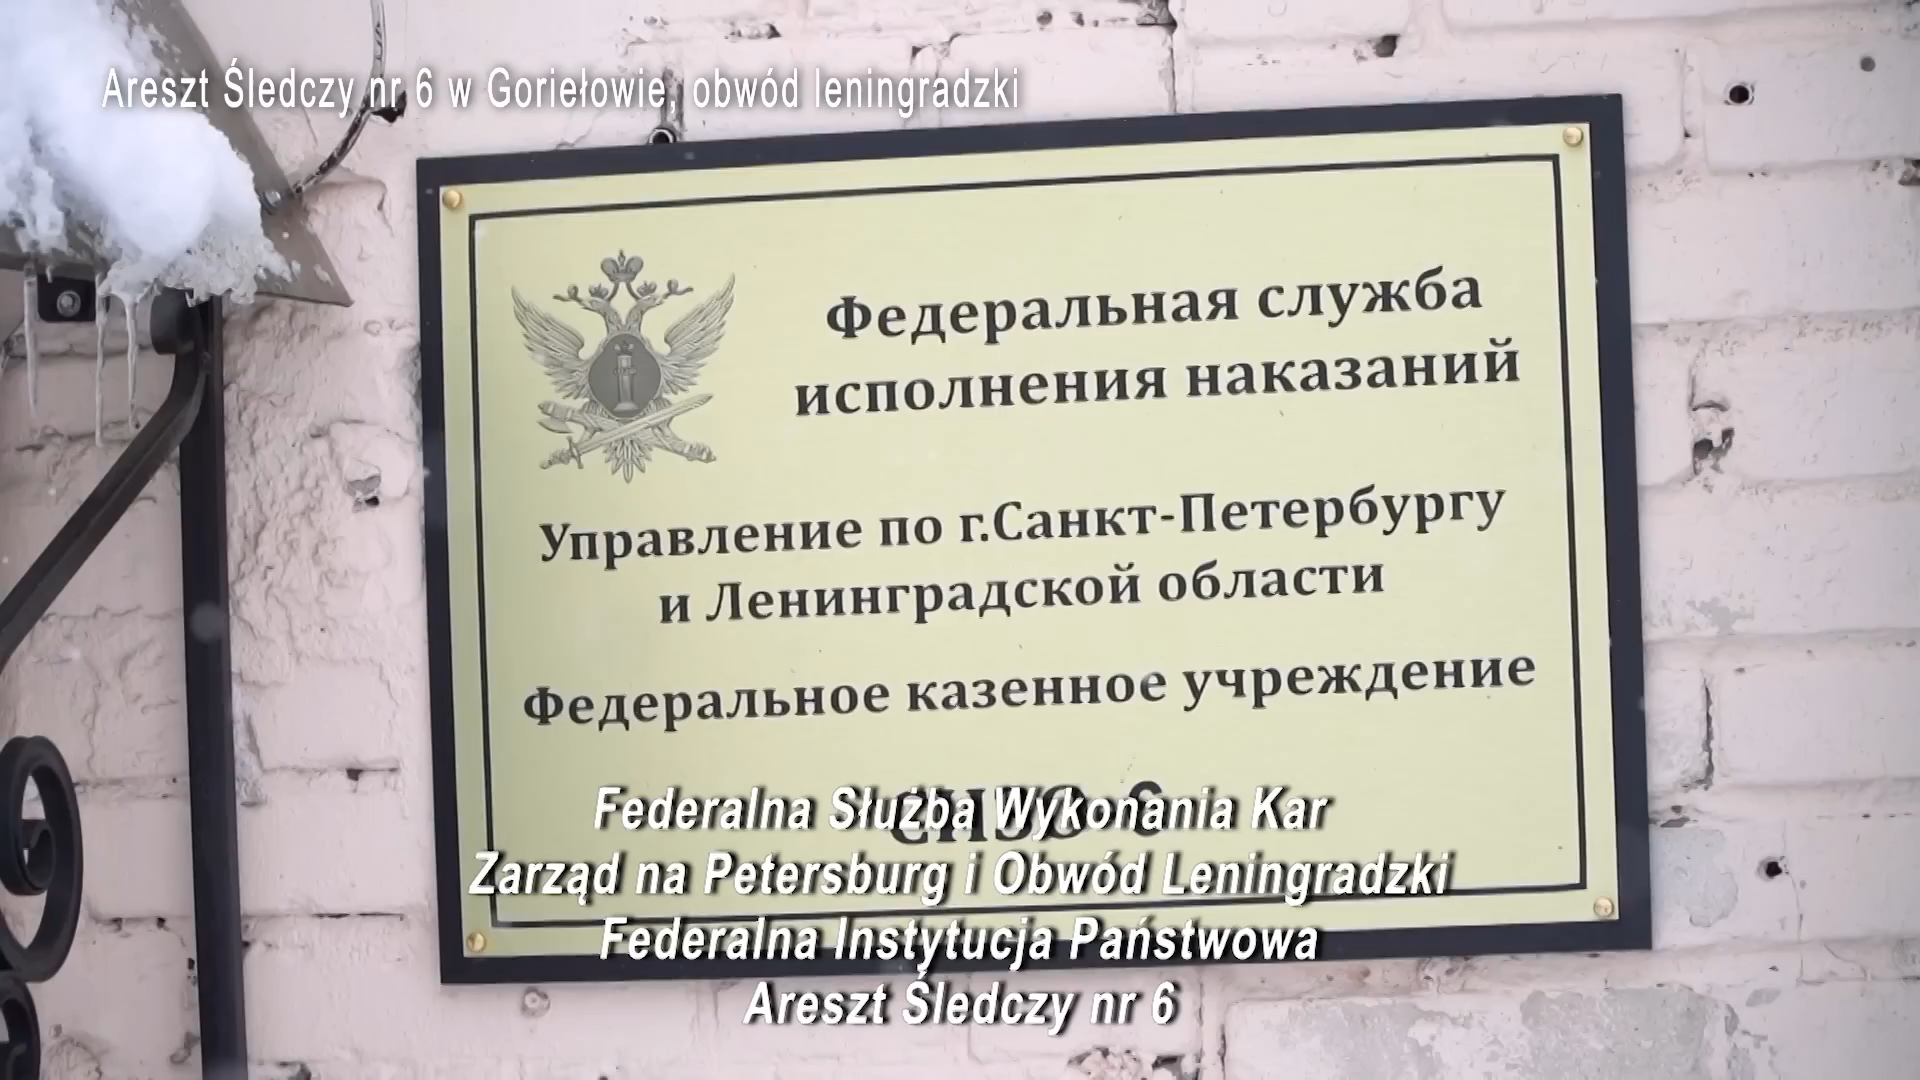 Areszt Śledczy nr 6 w Goriełowie, obwód leningradzki
Федеральная служба
исполнения наказаний
Управление по г.Санкт-Петербургу
и Ленинградской области
Федеральное казенное учреждение
Federalna Służba Wykonania Kar
Zarząd na Petersburg i Obwód Leningradzki
Federalna Instytucja Państwowa
Areszt Śledczy nr 6